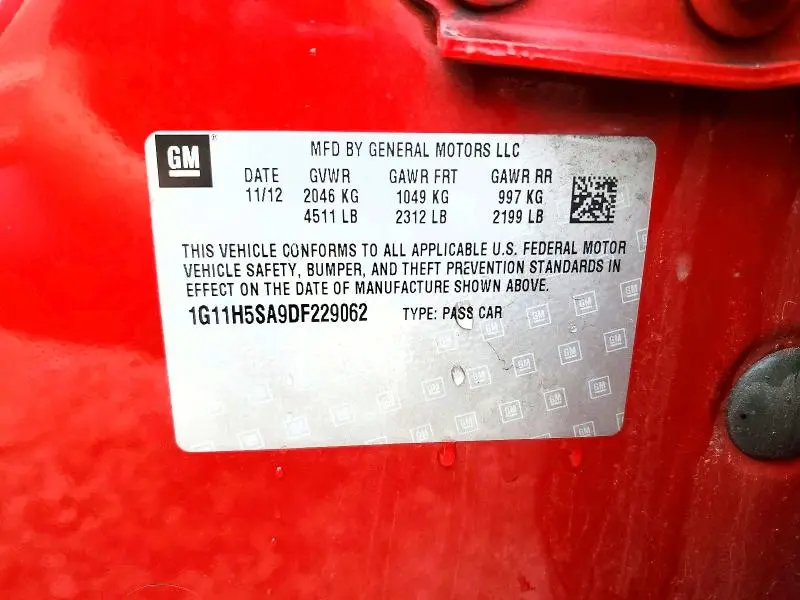 GM
MFD BY GENERAL MOTORS LLC
DATE GVWR GAWR FRT GAWR RR
11/12 2046 KG 1049 KG 997 KG
4511 LB 2312 LB 2199 LB
THIS VEHICLE CONFORMS TO ALL APPLICABLE U.S. FEDERAL MOTOR
VEHICLE SAFETY, BUMPER, AND THEFT PREVENTION STANDARDS IN
EFFECT ON THE DATE OF MANUFACTURE SHOWN ABOVE.
1G11H5SA9DF229062 TYPE: PASS CAR